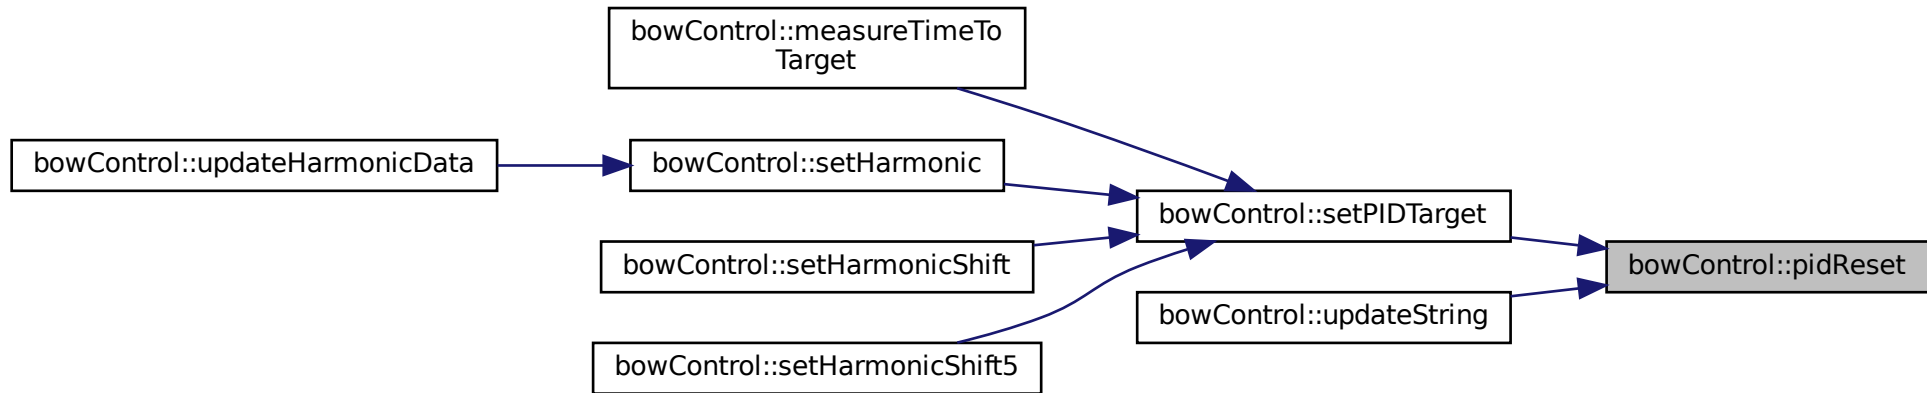 bowControl::measureTimeTo
Target
bowControl::updateHarmonicData
bowControl::setHarmonic
bowControl::setPIDTarget
bowControl::setHarmonicShift
bowControl::pidReset
bowControl::updateString
bowControl::setHarmonicShift5